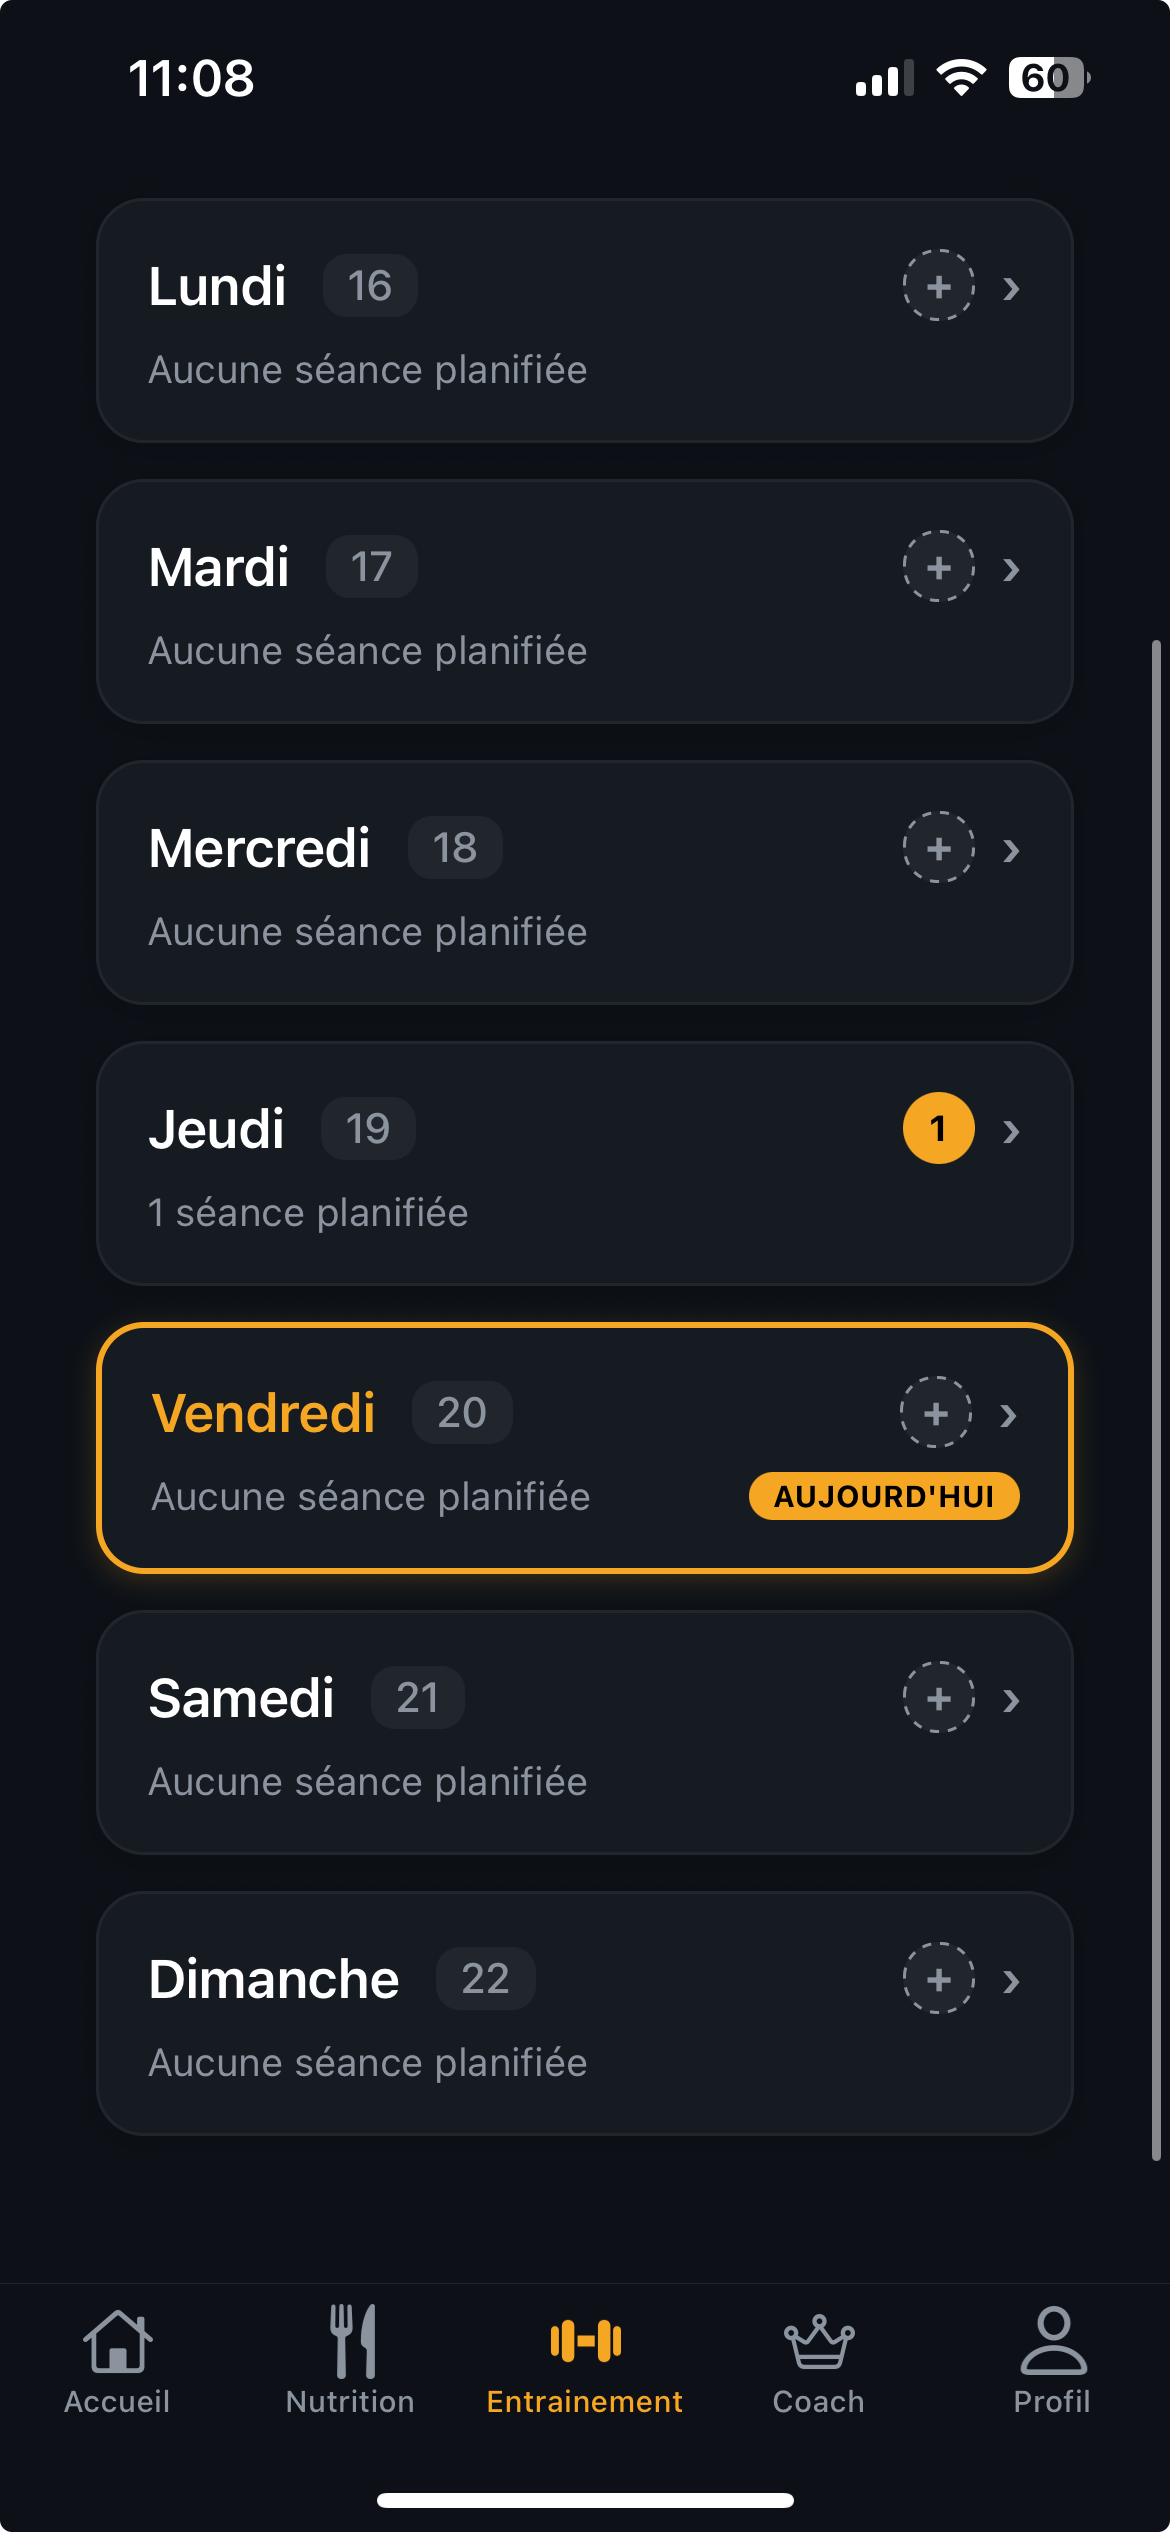 11:08
60
Lundi 16
+ ›
Aucune séance planifiée
Mardi 17
+ ›
Aucune séance planifiée
Mercredi 18
+ ›
Aucune séance planifiée
Jeudi 19
1 ›
1 séance planifiée
Vendredi 20
+ ›
Aucune séance planifiée
AUJOURD'HUI
Samedi 21
+ ›
Aucune séance planifiée
Dimanche 22
+ ›
Aucune séance planifiée
Accueil
Nutrition
Entrainement
Coach
Profil